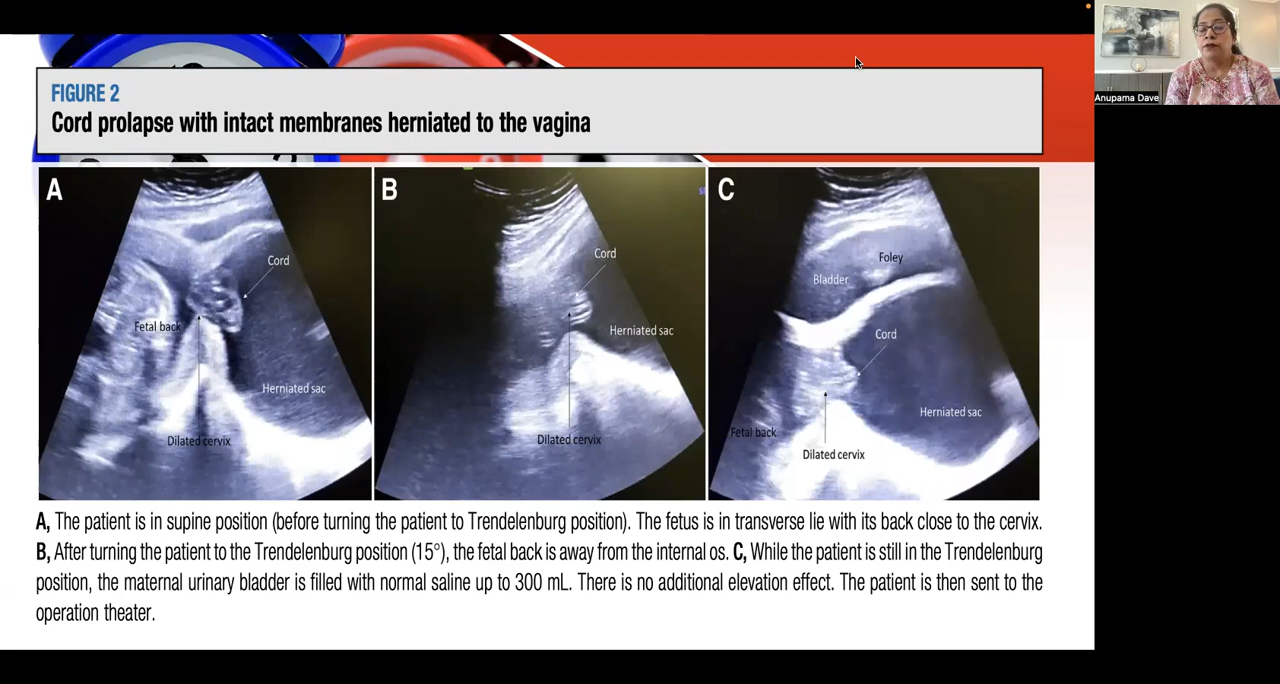 Anupama Dave
FIGURE 2
Cord prolapse with intact membranes herniated to the vagina
A
Cord
Fetal back
Herniated sac
Dilated cervix
B
Cord
Herniated sac
Dilated cervix
C
Foley
Bladder
Cord
Herniated sac
Fetal back
Dilated cervix
A, The patient is in supine position (before turning the patient to Trendelenburg position). The fetus is in transverse lie with its back close to the cervix.
B, After turning the patient to the Trendelenburg position (15°), the fetal back is away from the internal os. C, While the patient is still in the Trendelenburg
position, the maternal urinary bladder is filled with normal saline up to 300 mL. There is no additional elevation effect. The patient is then sent to the
operation theater.